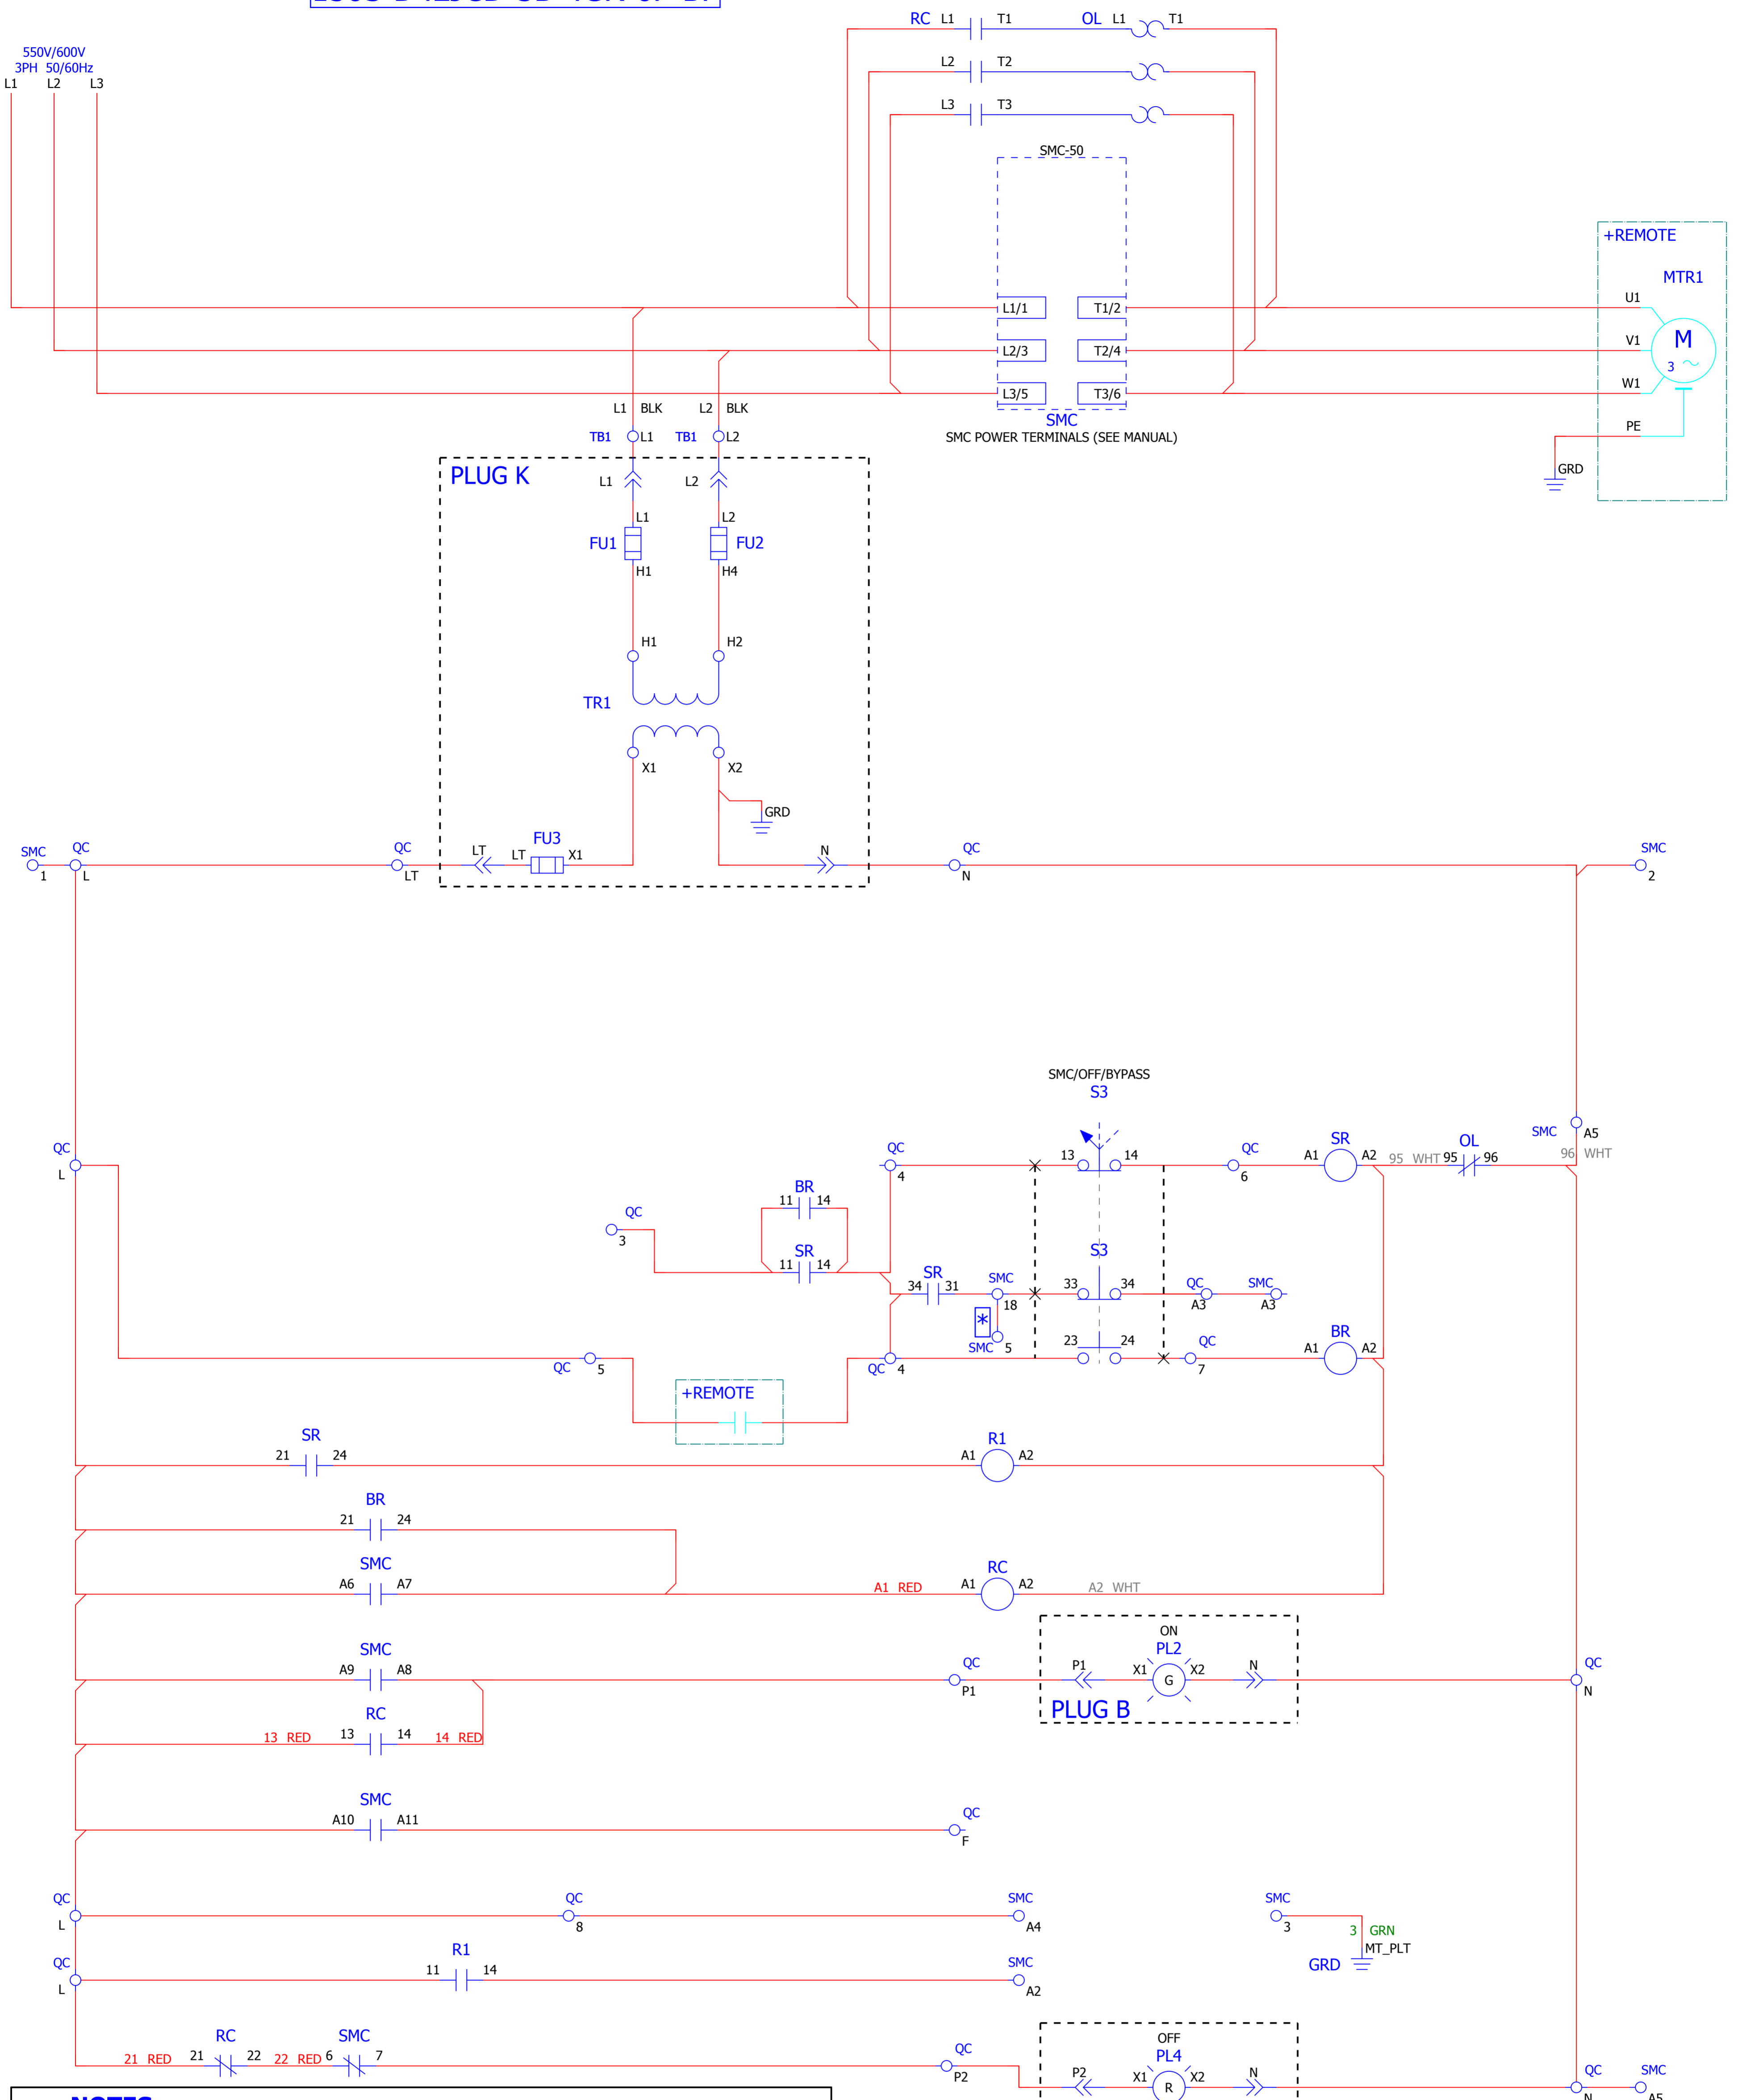 550V/600V
3PH 50/60Hz
L1 L2 L3
RC L1 T1 OL L1 T1
L2 T2
L3 T3
SMC-50
L1/1 T1/2
L2/3 T2/4
L3/5 T3/6
SMC
SMC POWER TERMINALS (SEE MANUAL)
+REMOTE
MTR1
U1
V1 M
3
W1
PE
GRD
L1 BLK L2 BLK
TB1 L1 TB1 L2
PLUG K
L1 L2
L1 L2
FU1 FU2
H1 H4
H1 H2
TR1
X1 X2
GRD
SMC QC QC FU3 QC SMC
LT LT X1 N
1 L LT N 2
SMC/OFF/BYPASS
S3
SMC A5
QC QC 13 14 QC SR OL
A1 A2 95 WHT 95 96 96 WHT
L 4 6
BR
11 14
QC
3
SR S3
11 14
SR SMC QC SMC
34 31 33 34
18 A3 A3
*
SMC 5 23 24 QC BR
A1 A2
QC 5 QC 4 7
+REMOTE
SR R1
21 24 A1 A2
BR
21 24
SMC RC
A6 A7 A1 RED A1 A2 A2 WHT
ON
SMC QC PL2 QC
A9 A8 P1 X1 X2 N
P1 G N
PLUG B
RC
13 RED 13 14 14 RED
SMC QC
A10 A11
F
QC QC SMC SMC
L 8 A4 3
3 GRN
MT_PLT
GRD
QC R1 SMC
11 14
L A2
OFF
RC SMC QC PL4 QC SMC
21 RED 21 22 22 RED 6 7
P2 P2 X1 X2 N
R N A5